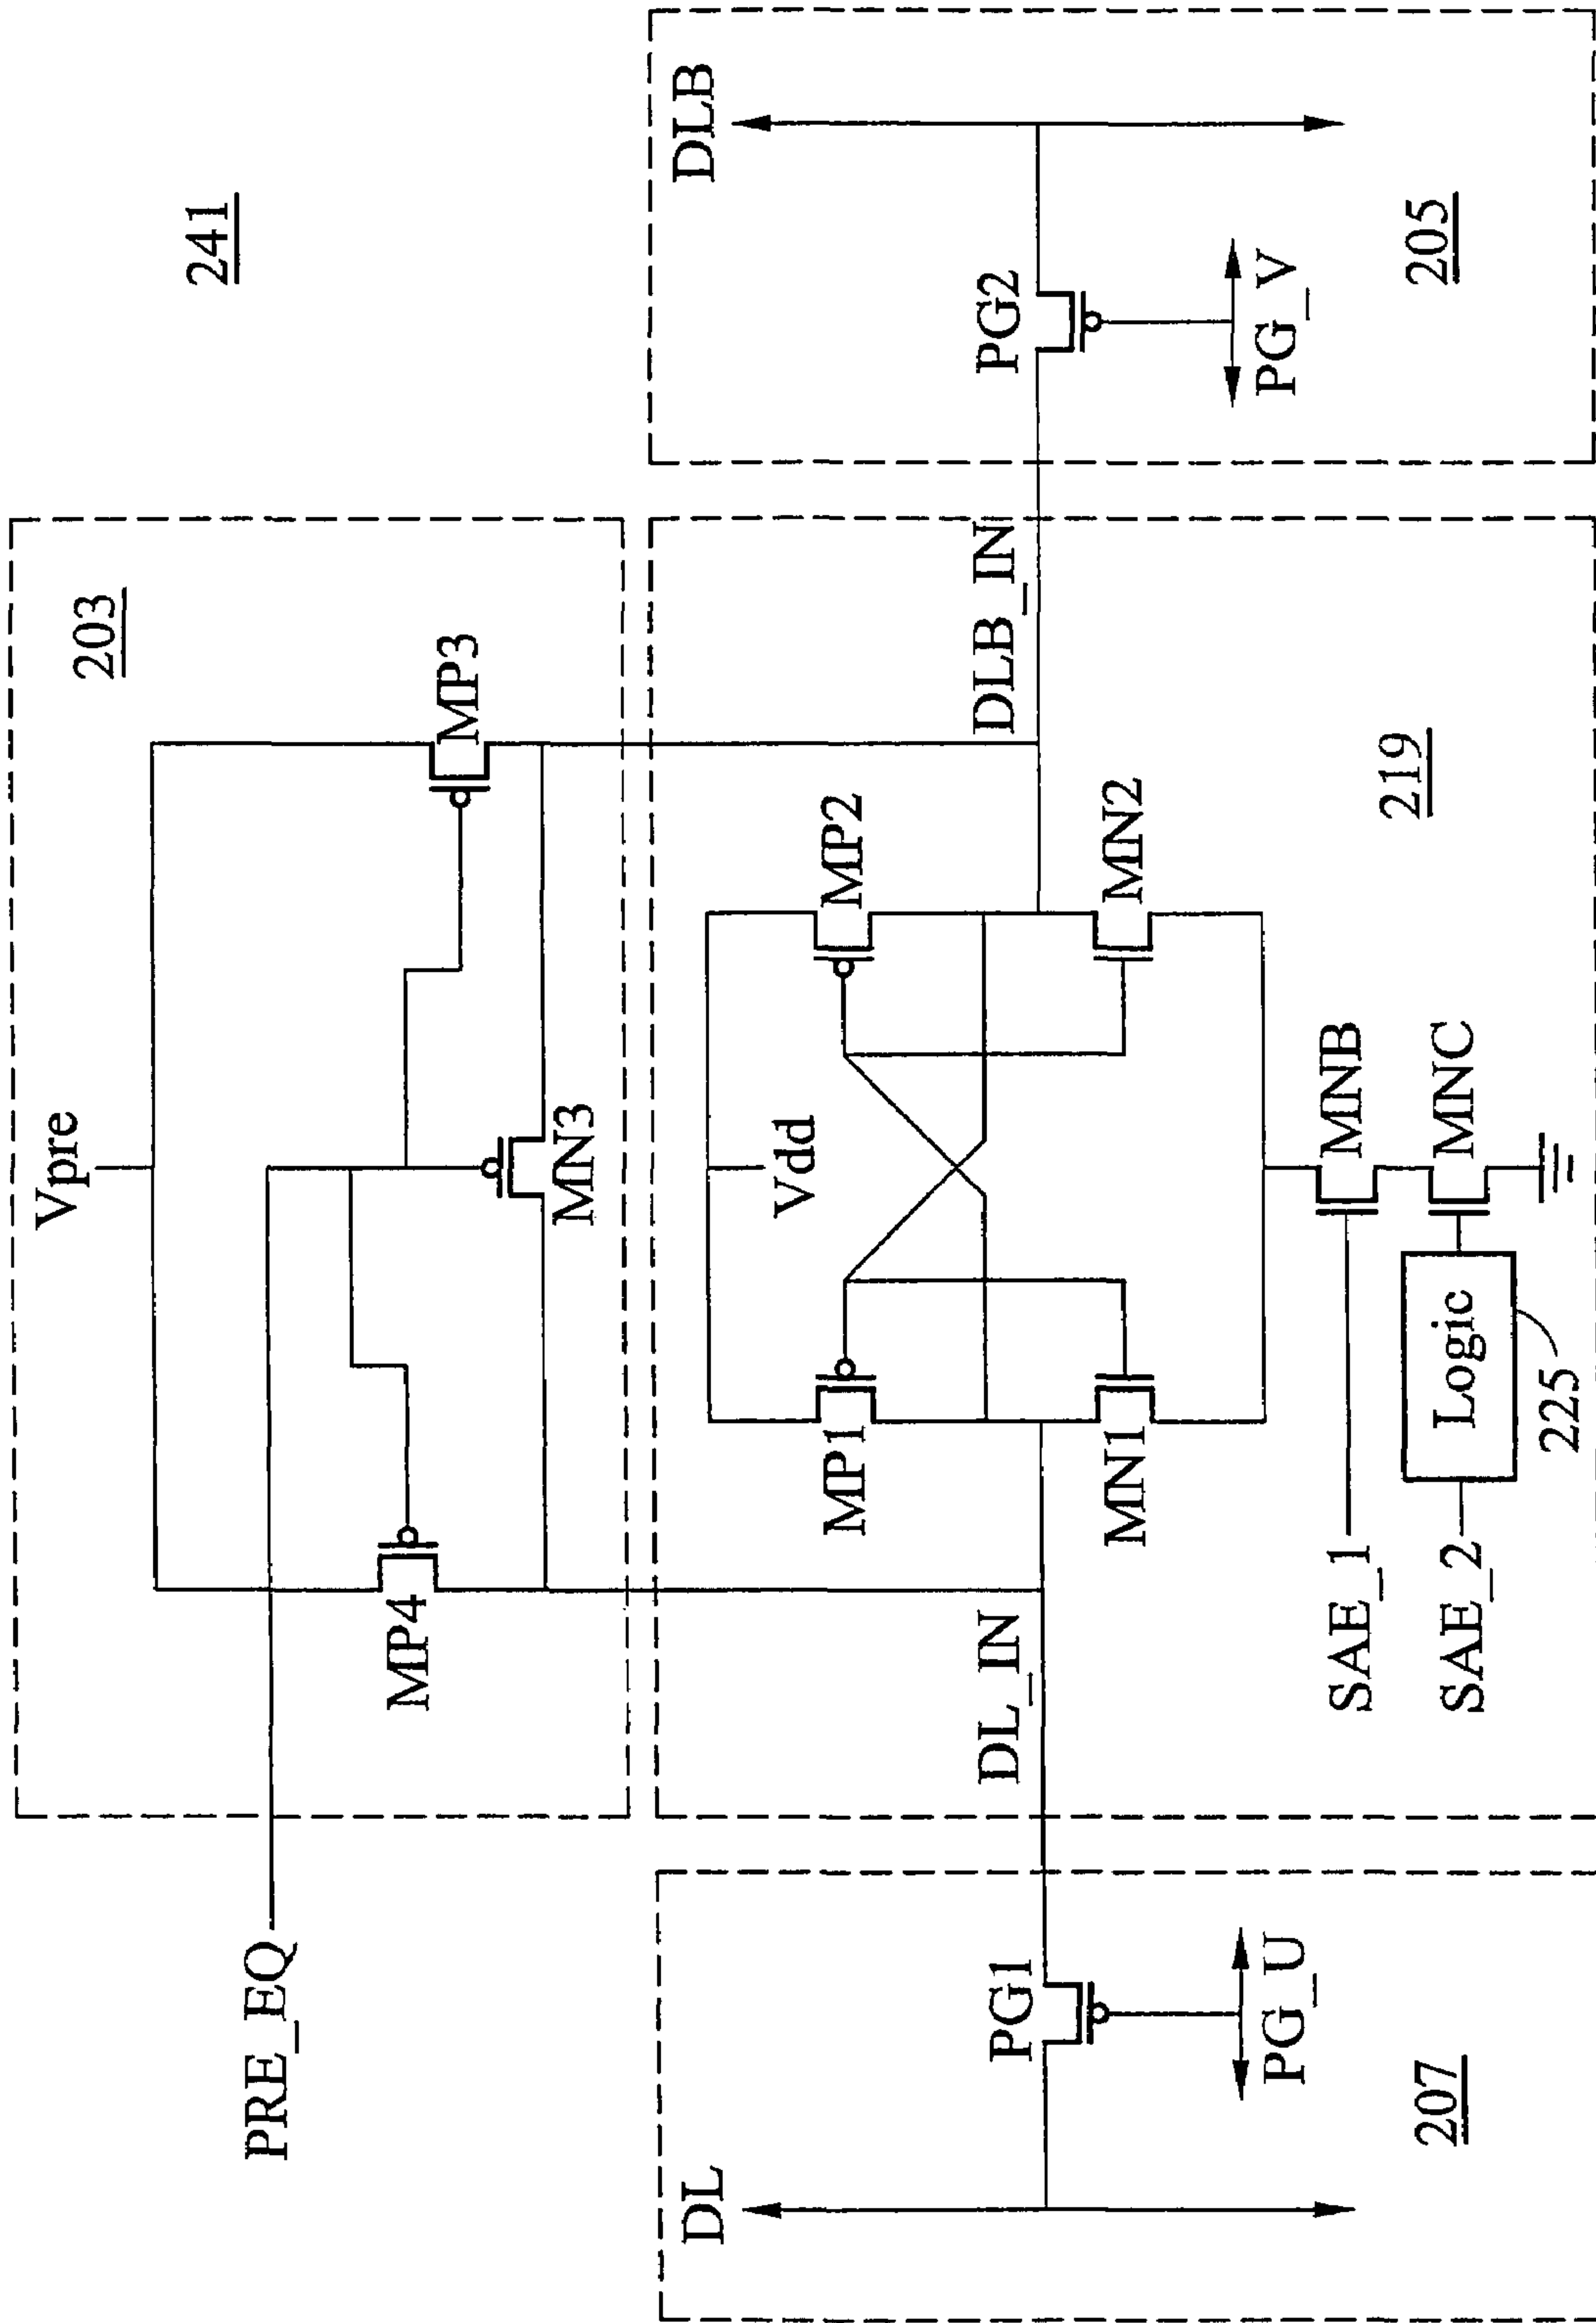 241
Vpre
203
PRE_EQ
MP4
MP3
MN3
DL
DLB
DL_IN
DLB_IN
Vdd
MP1
MP2
MN1
MN2
PG1
PG2
PG_U
PG_V
207
219
205
SAE_1
MNB
SAE_2
Logic
MNC
225